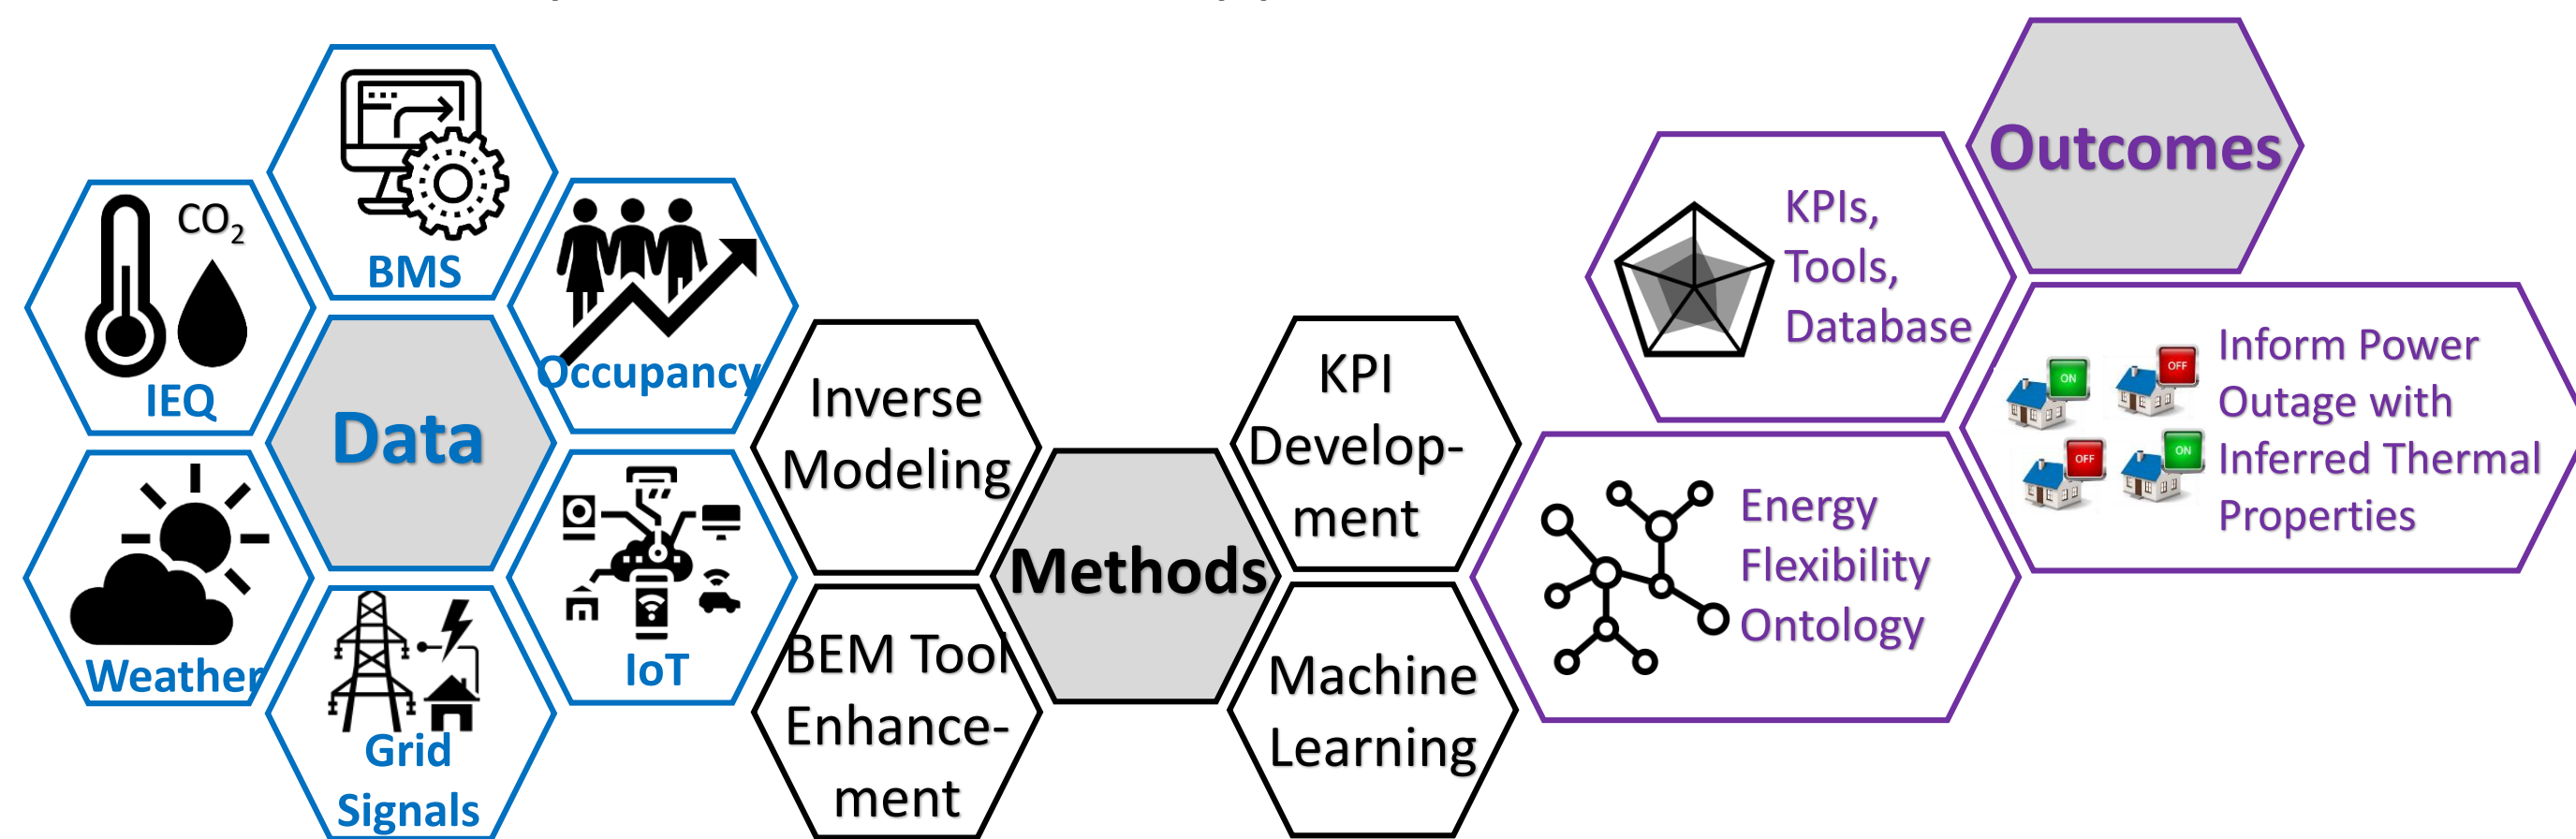 BMS
CO2
IEQ
Occupancy
Data
Weather
IoT
Grid
Signals
Inverse
Modeling
BEM Tool
Enhance-
ment
Methods
KPI
Develop-
ment
Machine
Learning
Outcomes
KPIs,
Tools,
Database
Energy
Flexibility
Ontology
ON
OFF
OFF
ON
Inform Power
Outage with
Inferred Thermal
Properties